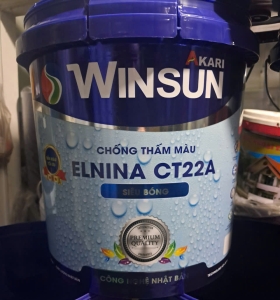 AKARI
WINSUN
CHỐNG THẤM MÀU
ELNINA CT22A
SIÊU BÓNG
PREMIUM
QUALITY
CÔNG NGHỆ NHẬT BẢN